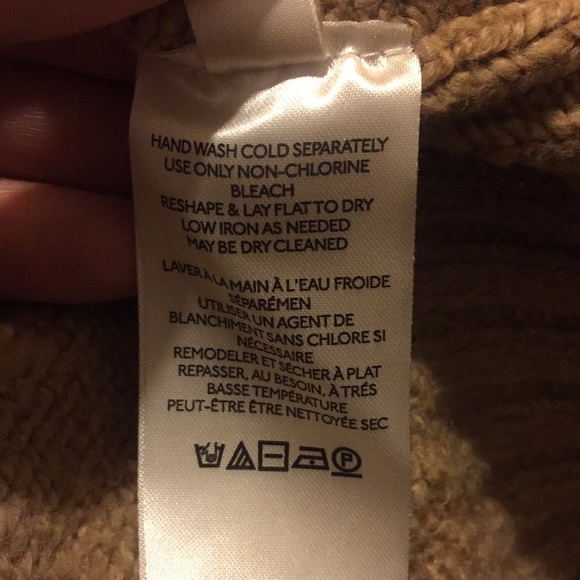 HAND WASH COLD SEPARATELY
USE ONLY NON-CHLORINE
BLEACH
RESHAPE & LAY FLAT TO DRY
LOW IRON AS NEEDED
MAY BE DRY CLEANED
LAVER À LA MAIN À L'EAU FROIDE
SÉPARÉMEN
UTILISER UN AGENT DE
BLANCHIMENT SANS CHLORE SI
NÉCESSAIRE
REMODELER ET SÉCHER À PLAT
REPASSER, AU BESOIN, À TRÉS
BASSE TEMPÉRATURE
PEUT-ÊTRE ÊTRE NETTOYÉE SEC
P